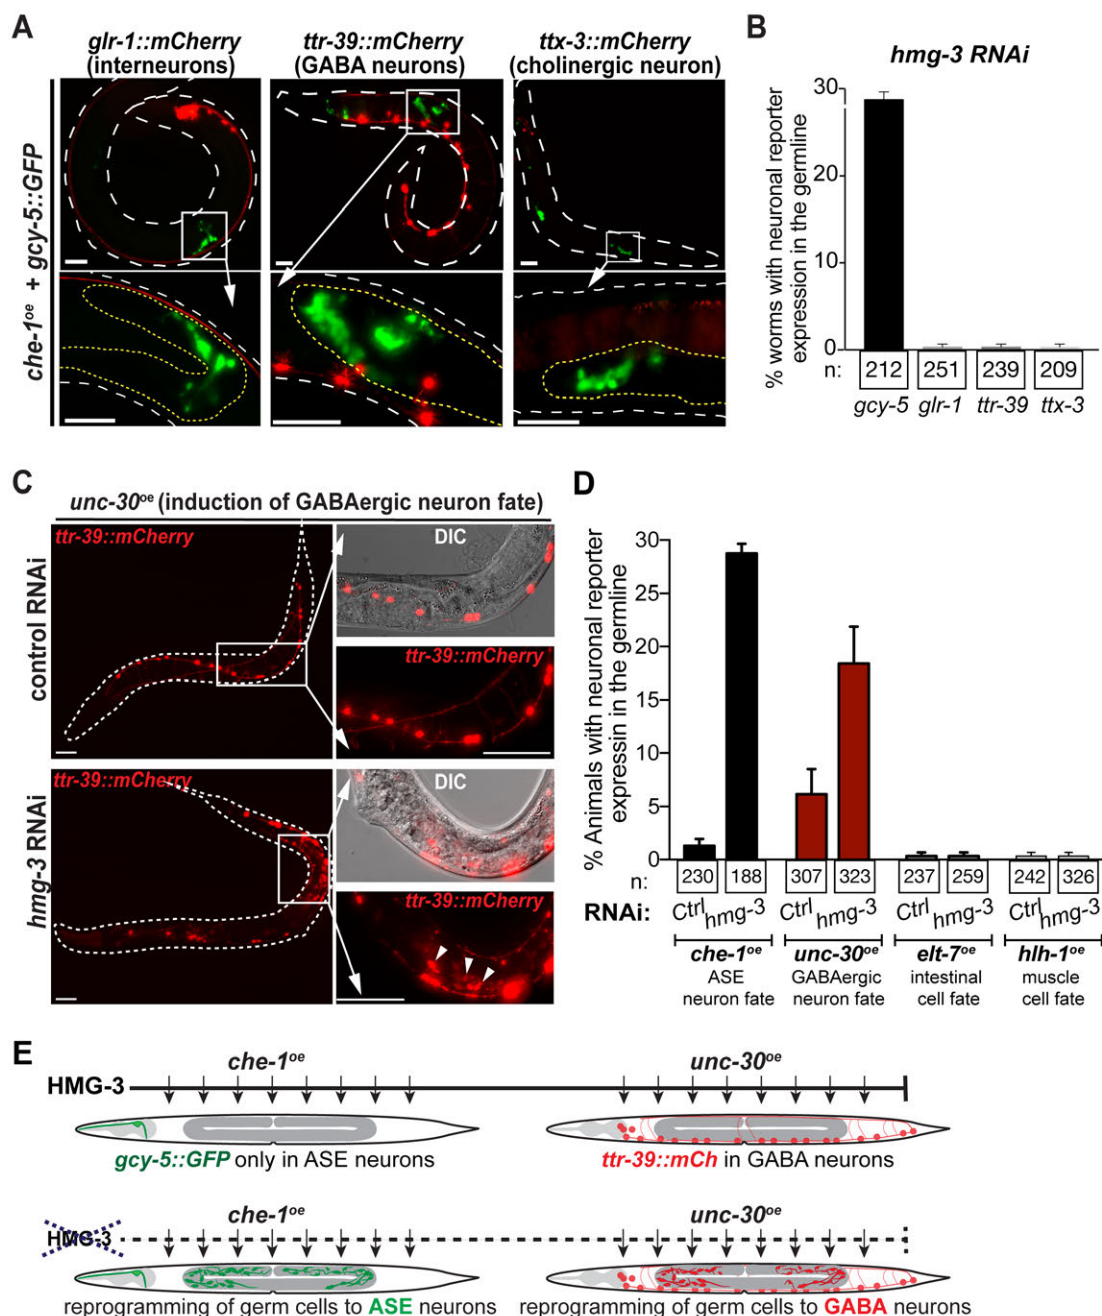 A
glr-1::mCherry
(interneurons)
ttr-39::mCherry
(GABA neurons)
ttx-3::mCherry
(cholinergic neuron)
che-1oe + gcy-5::GFP
B
hmg-3 RNAi
% worms with neuronal reporter
expression in the germline
30
20
10
0
n:
212
251
239
209
gcy-5
glr-1
ttr-39
ttx-3
C
unc-30oe (induction of GABAergic neuron fate)
control RNAi
ttr-39::mCherry
DIC
ttr-39::mCherry
hmg-3 RNAi
ttr-39::mCherry
DIC
ttr-39::mCherry
D
% Animals with neuronal reporter
expressin in the germline
30
25
20
15
10
5
0
n:
230
188
307
323
237
259
242
326
RNAi:
Ctrl
hmg-3
Ctrl
hmg-3
Ctrl
hmg-3
Ctrl
hmg-3
che-1oe
ASE
neuron fate
unc-30oe
GABAergic
neuron fate
elt-7oe
intestinal
cell fate
hlh-1oe
muscle
cell fate
E
che-1oe
unc-30oe
HMG-3
gcy-5::GFP only in ASE neurons
ttr-39::mCh in GABA neurons
che-1oe
unc-30oe
HMG-3
reprogramming of germ cells to ASE neurons
reprogramming of germ cells to GABA neurons